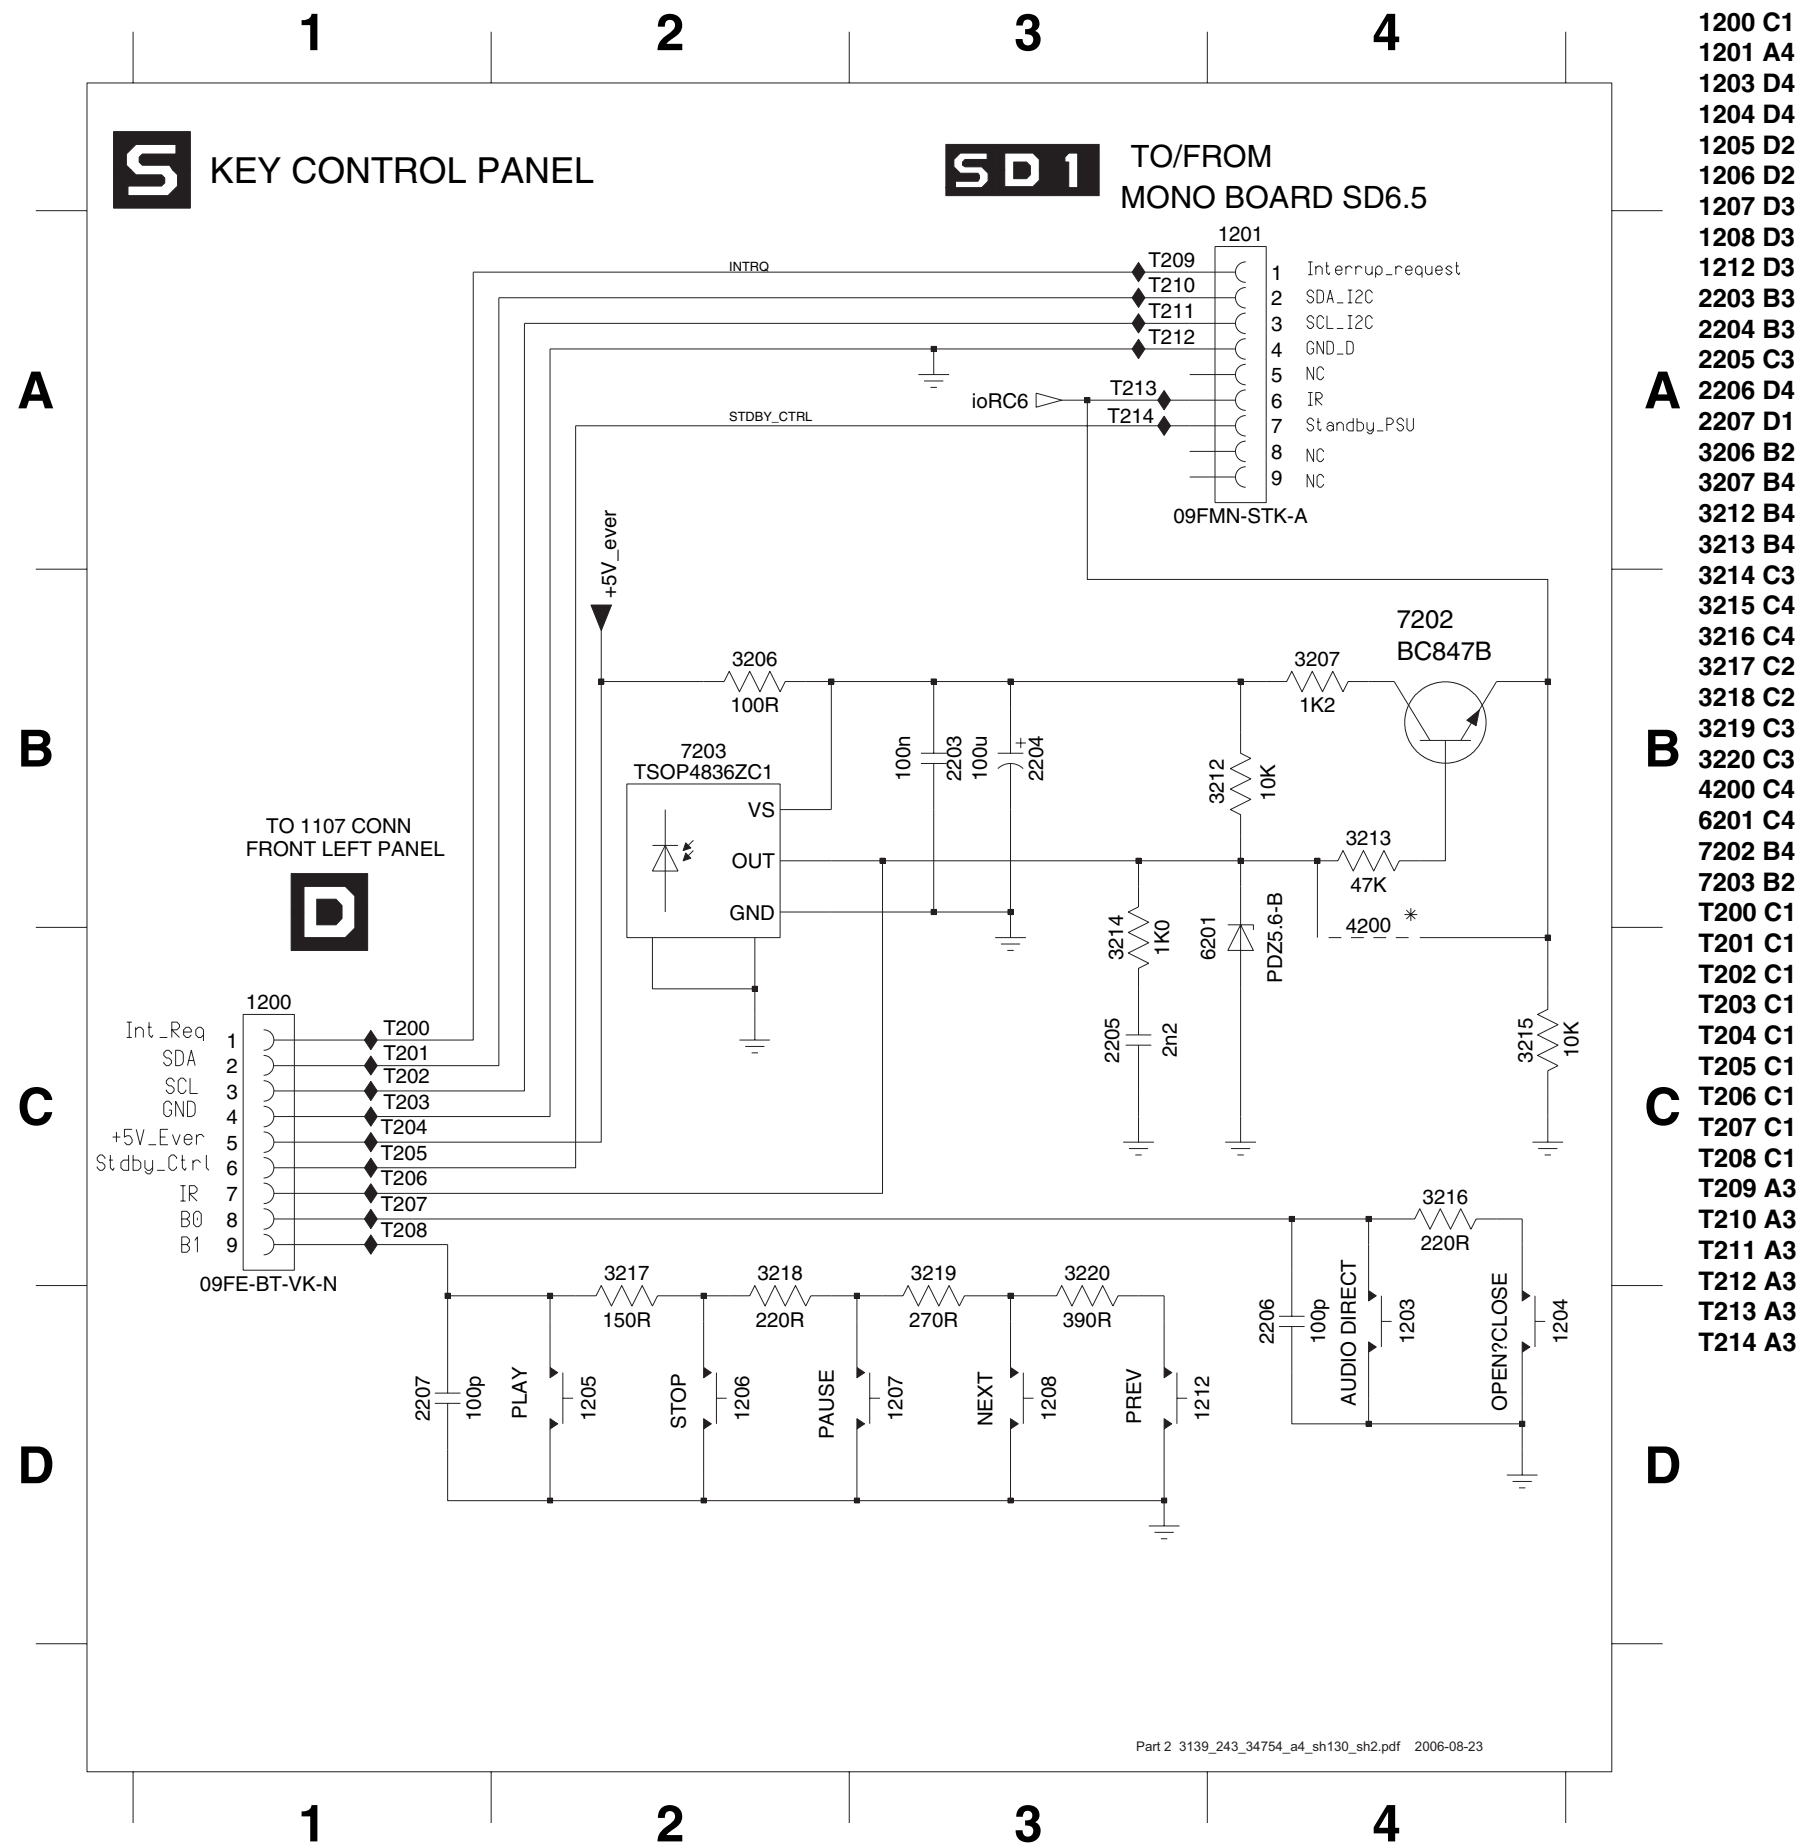 1 2 3 4
S KEY CONTROL PANEL
SD1 TO/FROM
MONO BOARD SD6.5
1201
INTRQ T209 1 Interrup_request
T210 2 SDA_I2C
T211 3 SCL_I2C
T212 4 GND_D
5 NC
A A
ioRC6 T213 6 IR
STDBY_CTRL T214 7 Standby_PSU
8 NC
9 NC
09FMN-STK-A
+5V_ever
7202
BC847B
3206
100R
3207
1K2
B B
7203
TSOP4836ZC1
VS
OUT
GND
100n
2203
100u
+
2204
3212
10K
3213
47K
TO 1107 CONN
FRONT LEFT PANEL
D
3214
1K0
6201
PDZ5.6-B
4200 *
2205
2n2
3215
10K
C C
1200
Int_Req 1 T200
SDA 2 T201
SCL 3 T202
GND 4 T203
+5V_Ever 5 T204
Stdby_Ctrl 6 T205
IR 7 T206
B0 8 T207
B1 9 T208
09FE-BT-VK-N
3216
220R
3217
150R
3218
220R
3219
270R
3220
390R
2206
100p
AUDIO DIRECT
1203
OPEN?CLOSE
1204
2207
100p
PLAY
1205
STOP
1206
PAUSE
1207
NEXT
1208
PREV
1212
D D
Part 2 3139_243_34754_a4_sh130_sh2.pdf 2006-08-23
1 2 3 4
1200 C1
1201 A4
1203 D4
1204 D4
1205 D2
1206 D2
1207 D3
1208 D3
1212 D3
2203 B3
2204 B3
2205 C3
2206 D4
2207 D1
3206 B2
3207 B4
3212 B4
3213 B4
3214 C3
3215 C4
3216 C4
3217 C2
3218 C2
3219 C3
3220 C3
4200 C4
6201 C4
7202 B4
7203 B2
T200 C1
T201 C1
T202 C1
T203 C1
T204 C1
T205 C1
T206 C1
T207 C1
T208 C1
T209 A3
T210 A3
T211 A3
T212 A3
T213 A3
T214 A3